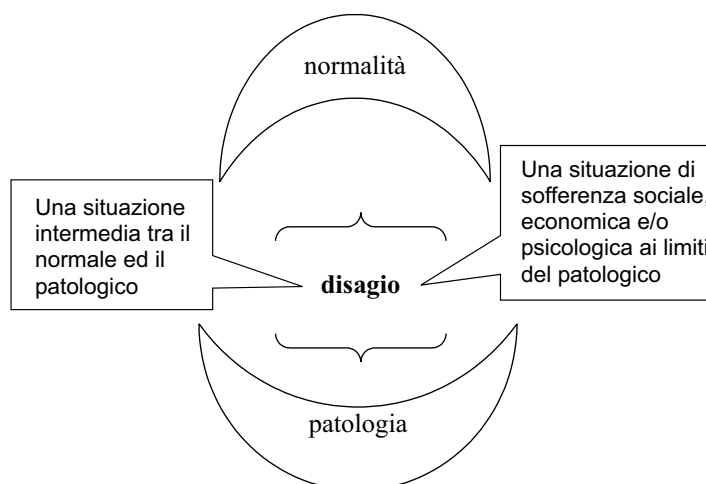 normalità
Una situazione
intermedia tra il
normale ed il
patologico
Una situazione di
sofferenza sociale,
economica e/o
psicologica ai limiti
del patologico
disagio
patologia